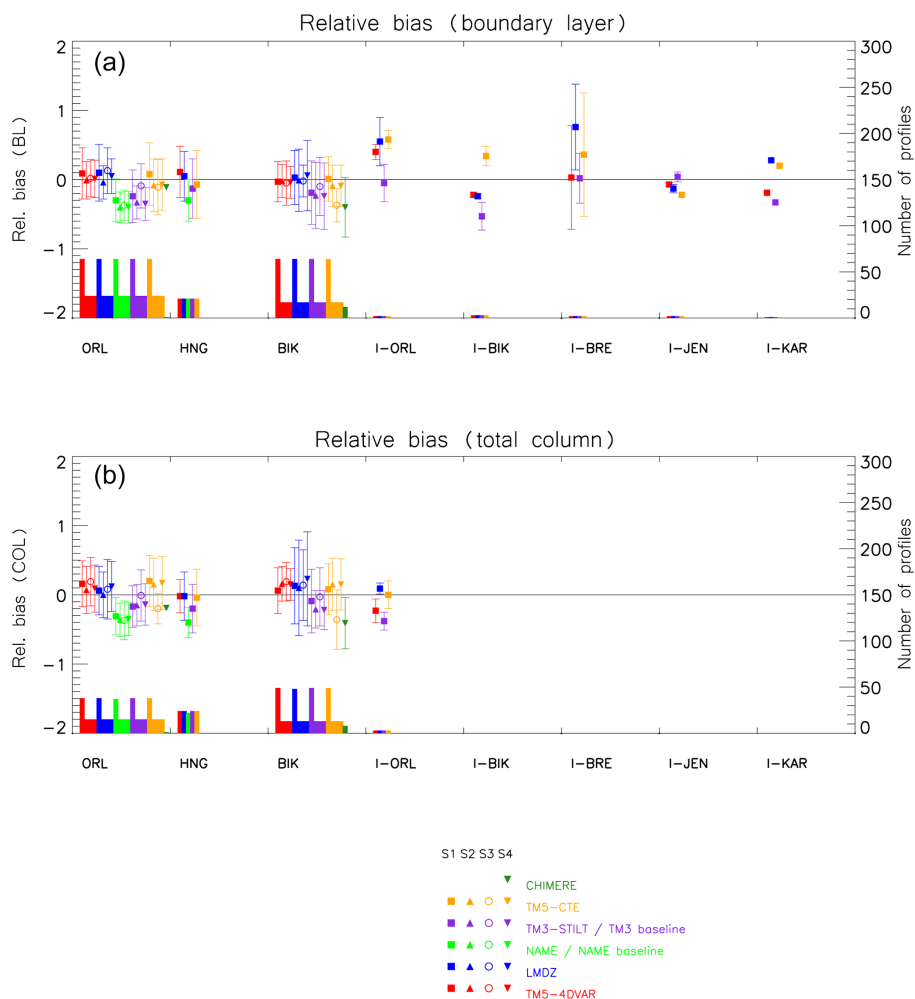 Relative bias (boundary layer)
(a)
2
1
0
−1
−2
Rel. bias (BL)
300
250
200
150
100
50
0
Number of profiles
ORL HNG BIK I−ORL I−BIK I−BRE I−JEN I−KAR
Relative bias (total column)
(b)
2
1
0
−1
−2
Rel. bias (COL)
300
250
200
150
100
50
0
Number of profiles
ORL HNG BIK I−ORL I−BIK I−BRE I−JEN I−KAR
S1 S2 S3 S4
CHIMERE
TM5−CTE
TM3−STILT / TM3 baseline
NAME / NAME baseline
LMDZ
TM5−4DVAR